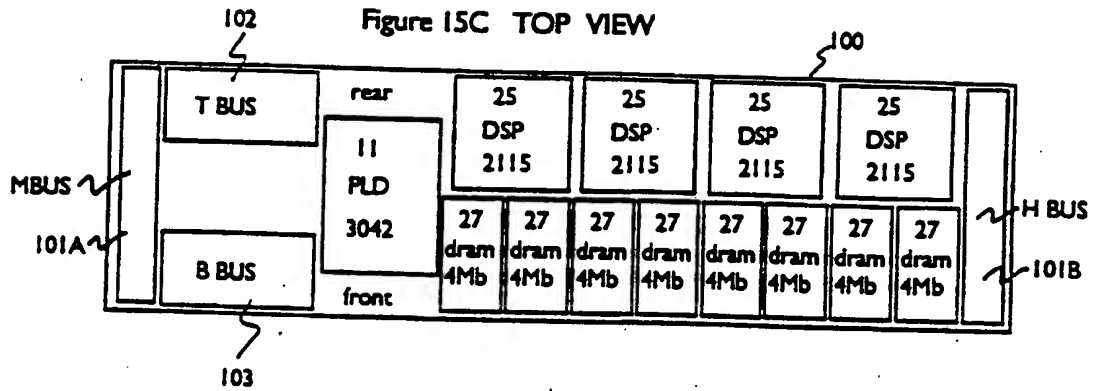 Figure 15C TOP VIEW
102
100
T BUS
rear
25
DSP
2115
25
DSP
2115
25
DSP
2115
25
DSP
2115
MBUS
101A
11
PLD
3042
H BUS
101B
27
dram
4Mb
27
dram
4Mb
27
dram
4Mb
27
dram
4Mb
27
dram
4Mb
27
dram
4Mb
27
dram
4Mb
27
dram
4Mb
B BUS
front
103